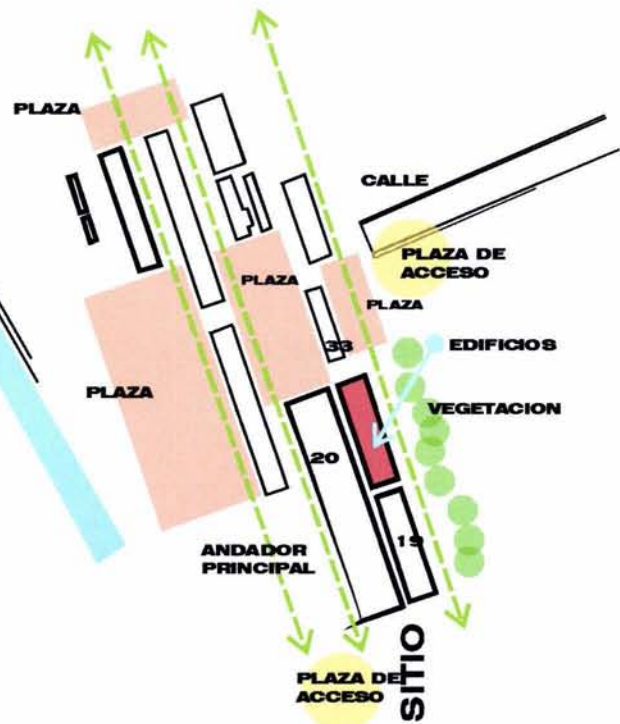 PLAZA
CALLE
PLAZA DE
ACCESO
PLAZA
PLAZA
33
EDIFICIOS
PLAZA
VEGETACION
20
19
ANDADOR
PRINCIPAL
SITIO
PLAZA DE
ACCESO